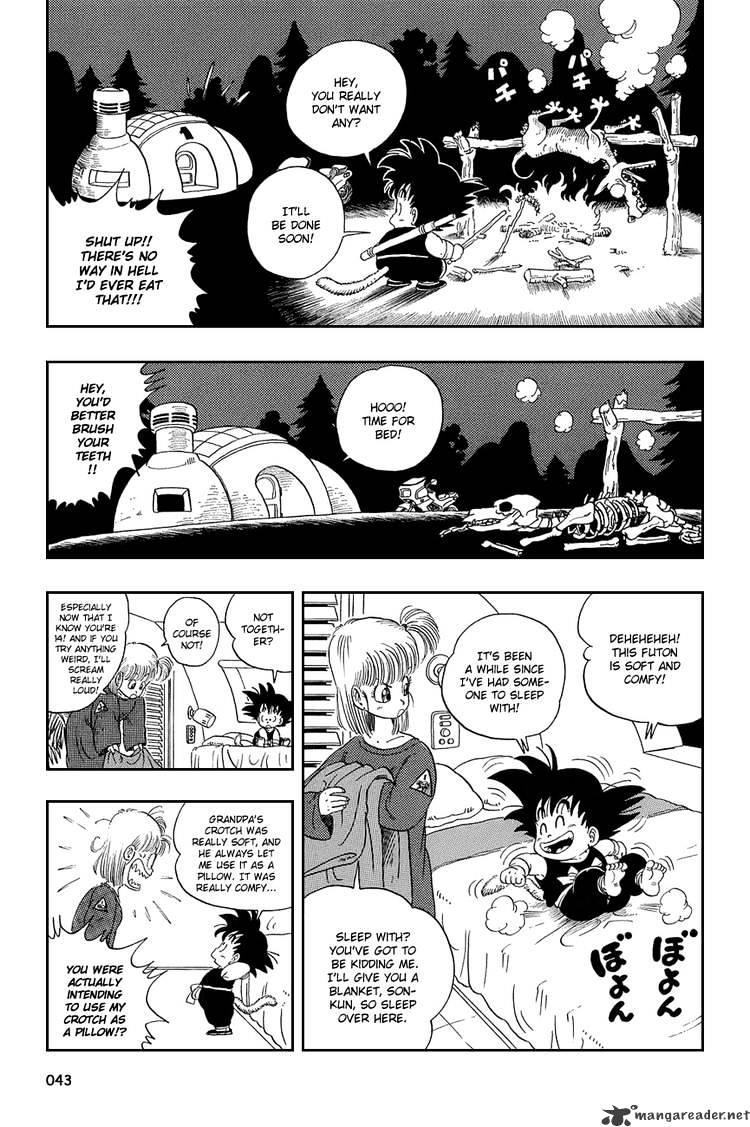 HEY,
YOU REALLY
DON'T WANT
ANY?
パチ
パチ
IT'LL
BE DONE
SOON!
SHUT UP!!
THERE'S NO
WAY IN HELL
I'D EVER EAT
THAT!!!
HOOO!
TIME FOR
BED!
HEY,
YOU'D
BETTER
BRUSH
YOUR
TEETH
!!
DEHEHEHEH!
THIS FUTON
IS SOFT AND
COMFY!
IT'S BEEN
A WHILE SINCE
I'VE HAD SOME-
ONE TO SLEEP
WITH!
ぼよん
ぼよん
SLEEP WITH?
YOU'VE GOT
TO BE KIDDING ME.
I'LL GIVE YOU A
BLANKET, SON-
KUN, SO SLEEP
OVER HERE.
NOT
TOGETH-
ER?
OF
COURSE
NOT!
ESPECIALLY
NOW THAT I
KNOW YOU'RE
14! AND IF YOU
TRY ANYTHING
WEIRD, I'LL
SCREAM
REALLY
LOUD!
GRANDPA'S
CROTCH WAS
REALLY SOFT, AND
HE ALWAYS LET
ME USE IT AS A
PILLOW. IT WAS
REALLY COMFY...
YOU WERE
ACTUALLY
INTENDING
TO USE MY
CROTCH AS
A PILLOW!?
043
mangareader.net